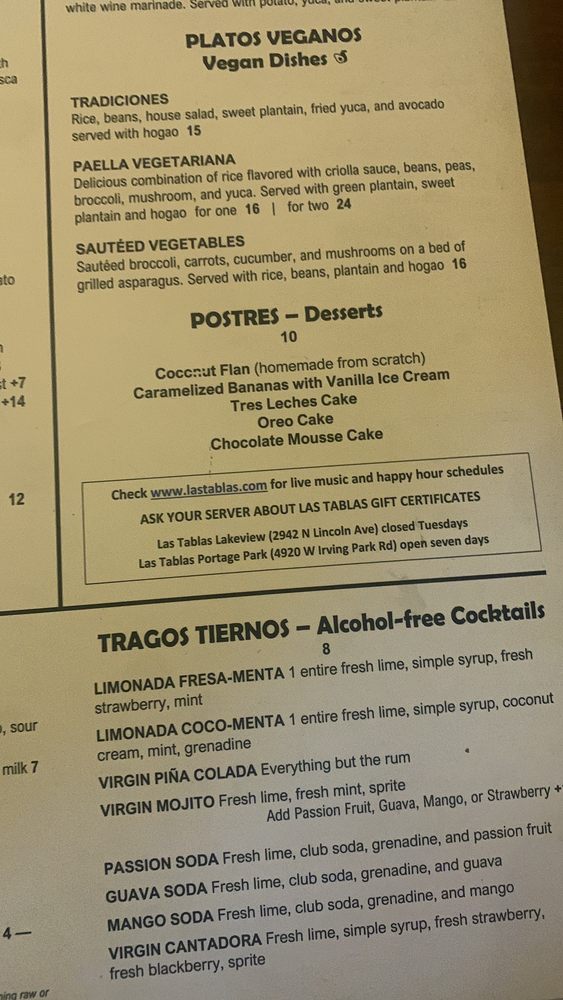 white wine marinade. Served with potato, yuca, and sweet
PLATOS VEGANOS
Vegan Dishes
TRADICIONES
Rice, beans, house salad, sweet plantain, fried yuca, and avocado
served with hogao 15
PAELLA VEGETARIANA
Delicious combination of rice flavored with criolla sauce, beans, peas,
broccoli, mushroom, and yuca. Served with green plantain, sweet
plantain and hogao for one 16 | for two 24
SAUTÉED VEGETABLES
Sautéed broccoli, carrots, cucumber, and mushrooms on a bed of
grilled asparagus. Served with rice, beans, plantain and hogao 16
POSTRES – Desserts
10
Coconut Flan (homemade from scratch)
Caramelized Bananas with Vanilla Ice Cream
Tres Leches Cake
Oreo Cake
Chocolate Mousse Cake
Check www.lastablas.com for live music and happy hour schedules
ASK YOUR SERVER ABOUT LAS TABLAS GIFT CERTIFICATES
Las Tablas Lakeview (2942 N Lincoln Ave) closed Tuesdays
Las Tablas Portage Park (4920 W Irving Park Rd) open seven days
TRAGOS TIERNOS – Alcohol-free Cocktails
8
LIMONADA FRESA-MENTA 1 entire fresh lime, simple syrup, fresh
strawberry, mint
LIMONADA COCO-MENTA 1 entire fresh lime, simple syrup, coconut
cream, mint, grenadine
VIRGIN PIÑA COLADA Everything but the rum
VIRGIN MOJITO Fresh lime, fresh mint, sprite
Add Passion Fruit, Guava, Mango, or Strawberry +
PASSION SODA Fresh lime, club soda, grenadine, and passion fruit
GUAVA SODA Fresh lime, club soda, grenadine, and guava
MANGO SODA Fresh lime, club soda, grenadine, and mango
VIRGIN CANTADORA Fresh lime, simple syrup, fresh strawberry,
fresh blackberry, sprite
+7
+14
12
sour
milk 7
4 —
raw or